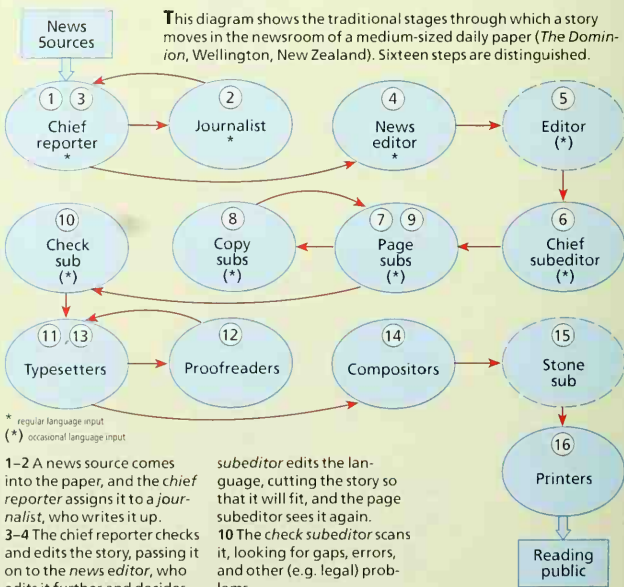 News
Sources
This diagram shows the traditional stages through which a story
moves in the newsroom of a medium-sized daily paper (The Domin-
ion, Wellington, New Zealand). Sixteen steps are distinguished.
1 3
Chief
reporter
*
2
Journalist
*
4
News
editor
*
5
Editor
(*)
10
Check
sub
(*)
8
Copy
subs
(*)
7 9
Page
subs
(*)
6
Chief
subeditor
(*)
11, 13
Typesetters
12
Proofreaders
14
Compositors
15
Stone
sub
* regular language input
(*) occasional language input
16
Printers
Reading
public
1–2 A news source comes
into the paper, and the chief
reporter assigns it to a jour-
nalist, who writes it up.
3–4 The chief reporter checks
and edits the story, passing it
on to the news editor, who
subeditor edits the lan-
guage, cutting the story so
that it will fit, and the page
subeditor sees it again.
10 The check subeditor scans
it, looking for gaps, errors,
and other (e.g. legal) prob-